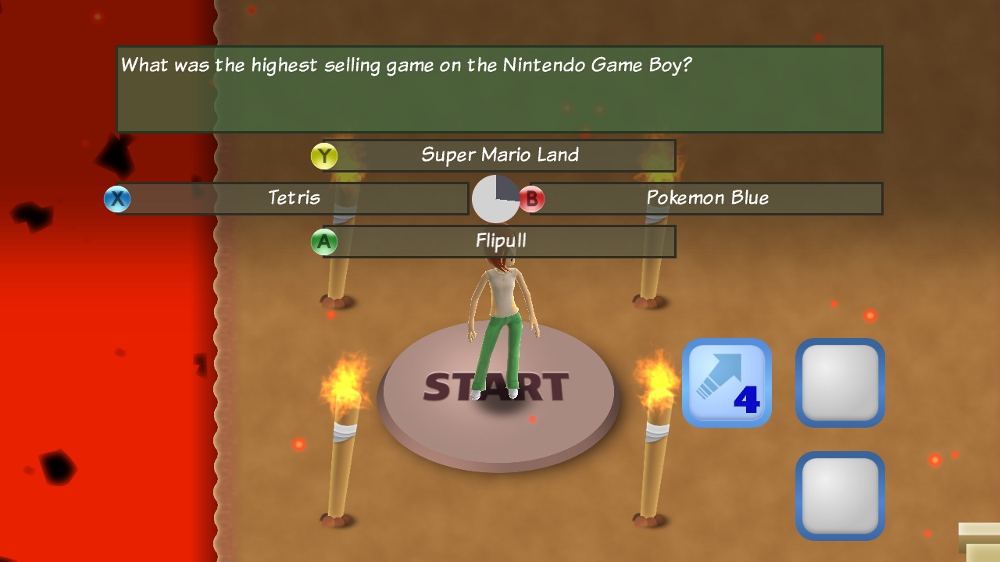 What was the highest selling game on the Nintendo Game Boy?
Y Super Mario Land
X Tetris
B Pokemon Blue
A Flipull
START
4